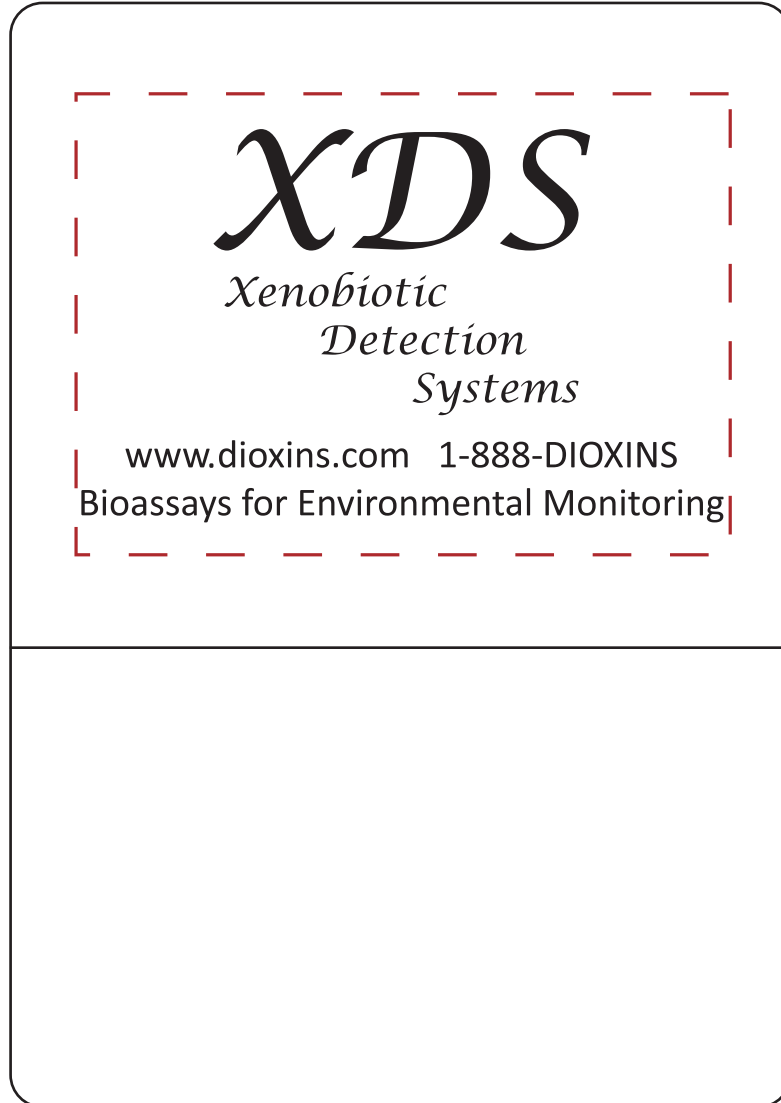 XDS
Xenobiotic
Detection
Systems
www.dioxins.com 1-888-DIOXINS
Bioassays for Environmental Monitoring